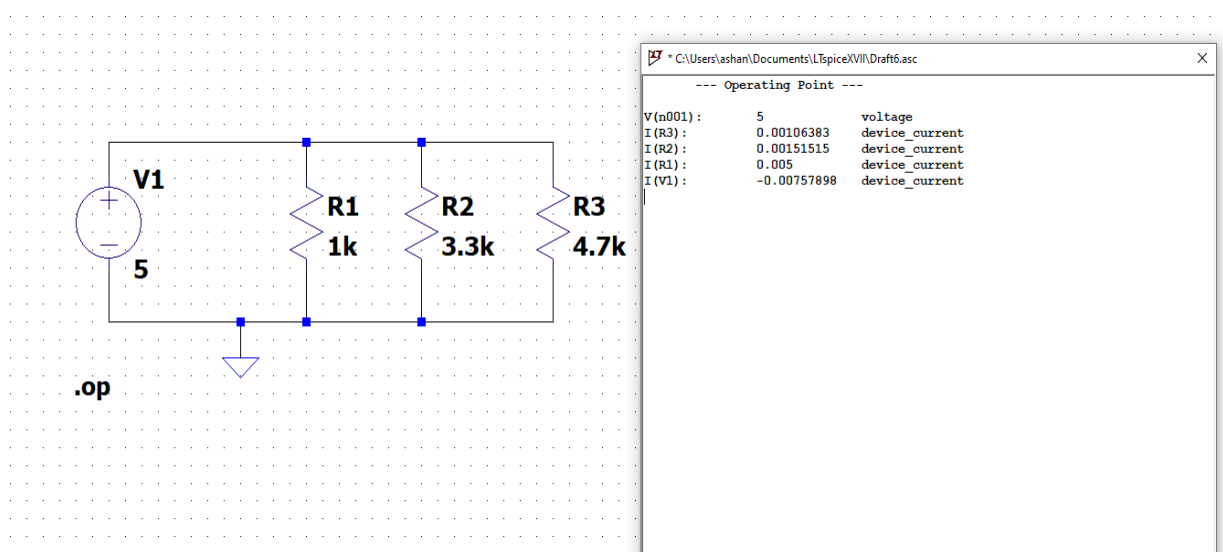 V1
5
R1
1k
R2
3.3k
R3
4.7k
.op
* C:\Users\ashan\Documents\LTspiceXVII\Draft6.asc
--- Operating Point ---
V(n001): 5 voltage
I(R3): 0.00106383 device_current
I(R2): 0.00151515 device_current
I(R1): 0.005 device_current
I(V1): -0.00757898 device_current